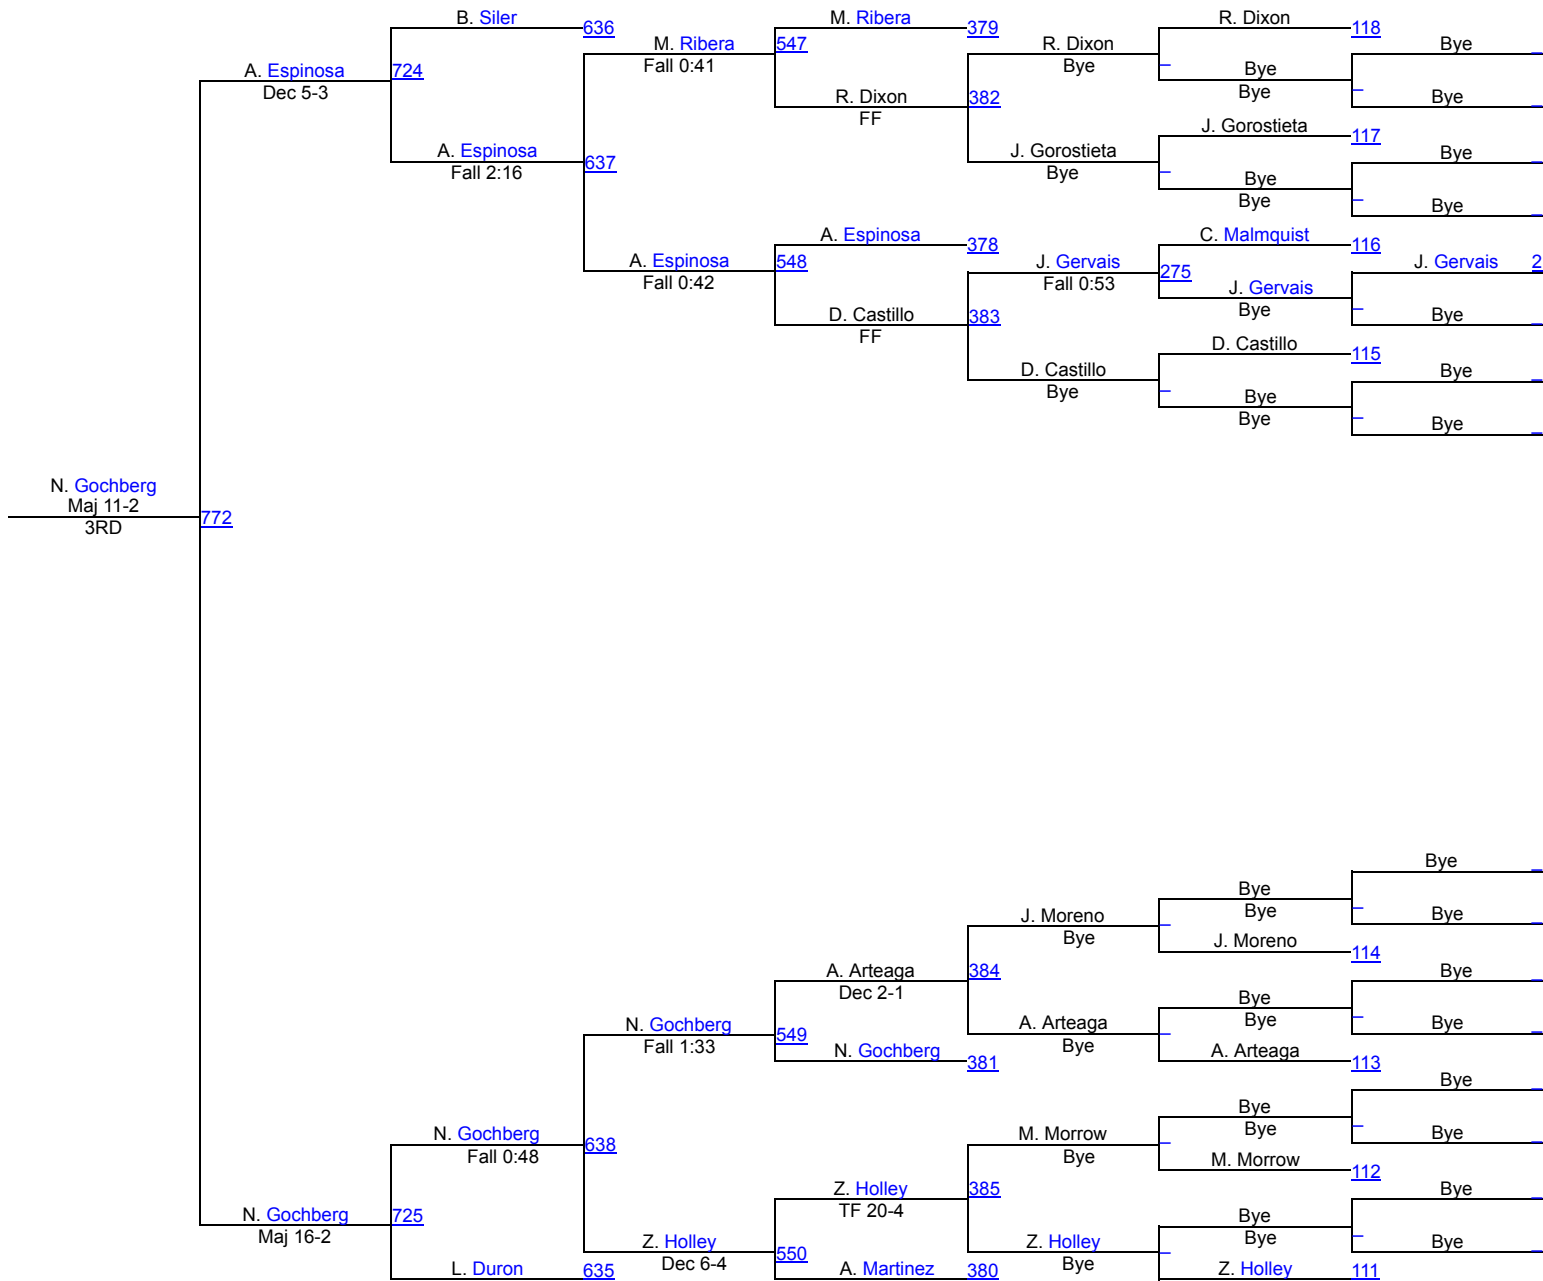 B. Siler
636
M. Ribera
379
R. Dixon
118
M. Ribera
547
R. Dixon
Bye
Fall 0:41
Bye
Bye
A. Espinosa
724
Bye
Dec 5-3
R. Dixon
382
Bye
FF
J. Gorostieta
117
A. Espinosa
J. Gorostieta
Bye
Fall 2:16
637
Bye
Bye
Bye
Bye
A. Espinosa
378
C. Malmquist
116
A. Espinosa
548
J. Gervais
J. Gervais 2
Fall 0:42
Fall 0:53
275
J. Gervais
Bye
D. Castillo
383
Bye
FF
D. Castillo
115
D. Castillo
Bye
Bye
Bye
Bye
Bye
N. Gochberg
Maj 11-2
772
3RD
Bye
Bye
J. Moreno
Bye
Bye
Bye
J. Moreno
114
A. Arteaga
384
Bye
Dec 2-1
Bye
N. Gochberg
A. Arteaga
Bye
Bye
Fall 1:33
549
Bye
N. Gochberg
381
A. Arteaga
113
Bye
Bye
N. Gochberg
638
M. Morrow
Bye
Bye
Fall 0:48
Bye
M. Morrow
112
Z. Holley
385
Bye
TF 20-4
N. Gochberg
725
Bye
Maj 16-2
Z. Holley
Z. Holley
Bye
Bye
Dec 6-4
550
Bye
L. Duron
635
A. Martinez
380
Z. Holley
111